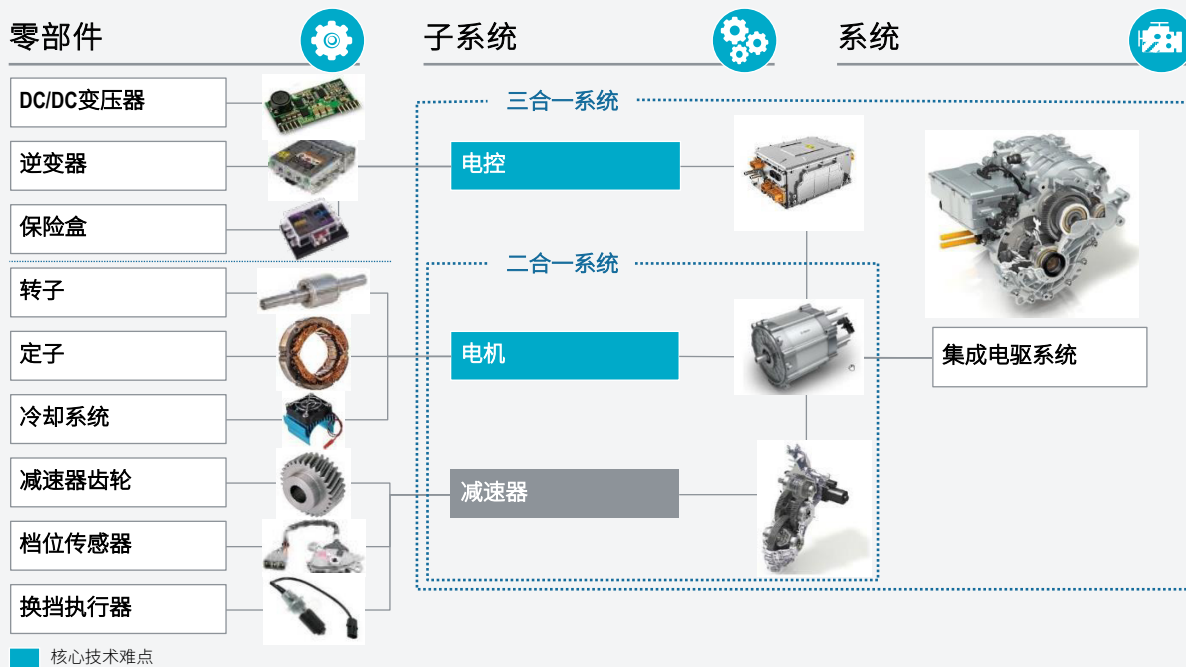 零部件
子系统
系统
DC/DC变压器
逆变器
保险盒
转子
定子
冷却系统
减速器齿轮
档位传感器
换挡执行器
三合一系统
电控
二合一系统
电机
减速器
集成电驱系统
核心技术难点